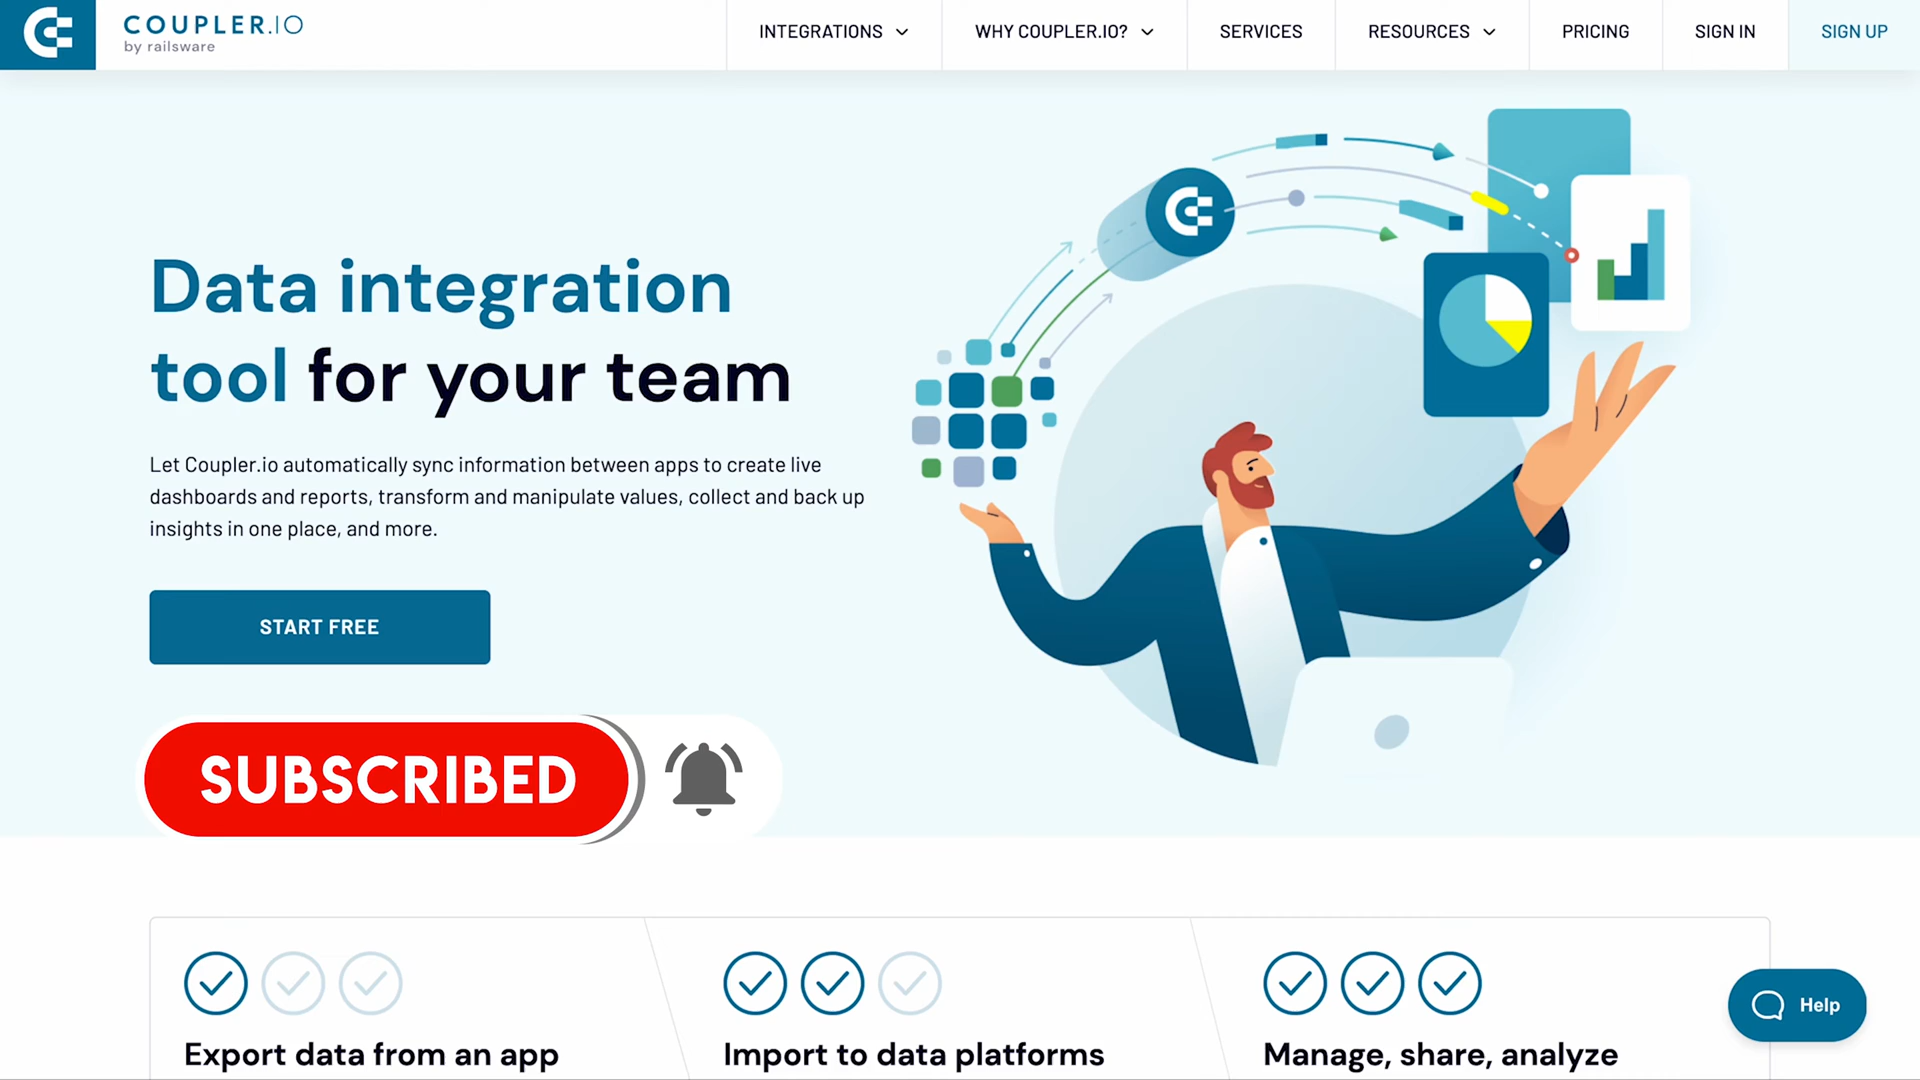 COUPLER.IO
by railsware
INTEGRATIONS
WHY COUPLER.IO?
SERVICES
RESOURCES
PRICING
SIGN IN
SIGN UP
Data integration
tool for your team
Let Coupler.io automatically sync information between apps to create live
dashboards and reports, transform and manipulate values, collect and back up
insights in one place, and more.
START FREE
SUBSCRIBED
Export data from an app
Import to data platforms
Manage, share, analyze
Help